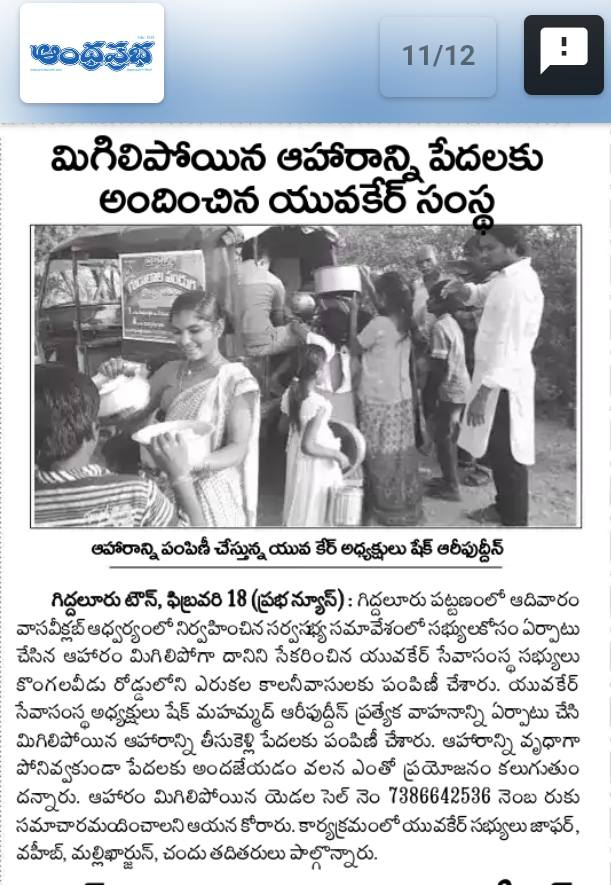 ఆంధ్రప్రభ
11/12
మిగిలిపోయిన ఆహారాన్ని పేదలకు
అందించిన యువకేర్ సంస్థ
ఆహారాన్ని పంపిణీ చేస్తున్న యువ కేర్ అధ్యక్షులు షేక్ ఆరీఫుద్దీన్
గిద్దలూరు టౌన్, ఫిబ్రవరి 18 (ప్రభ న్యూస్) : గిద్దలూరు పట్టణంలో ఆదివారం
వాసవీక్లబ్ ఆధ్వర్యంలో నిర్వహించిన సర్వసభ్య సమావేశంలో సభ్యులకోసం ఏర్పాటు
చేసిన ఆహారం మిగిలిపోగా దానిని సేకరించిన యువకేర్ సేవాసంస్థ సభ్యులు
కొంగలవీడు రోడ్డులోని ఎరుకల కాలనీవాసులకు పంపిణీ చేశారు. యువకేర్
సేవాసంస్థ అధ్యక్షులు షేక్ మహమ్మద్ ఆరీఫుద్దీన్ ప్రత్యేక వాహనాన్ని ఏర్పాటు చేసి
మిగిలిపోయిన ఆహారాన్ని తీసుకెళ్లి పేదలకు పంపిణీ చేశారు. ఆహారాన్ని వృధాగా
పోనివ్వకుండా పేదలకు అందజేయడం వలన ఎంతో ప్రయోజనం కలుగుతుం
దన్నారు. ఆహారం మిగిలిపోయిన యెడల సెల్ నెం 7386642536 నెంబ రుకు
సమాచారమందించాలని ఆయన కోరారు. కార్యక్రమంలో యువకేర్ సభ్యులు జాఫర్,
వహీబ్, మల్లిఖార్జున్, చందు తదితరులు పాల్గొన్నారు.